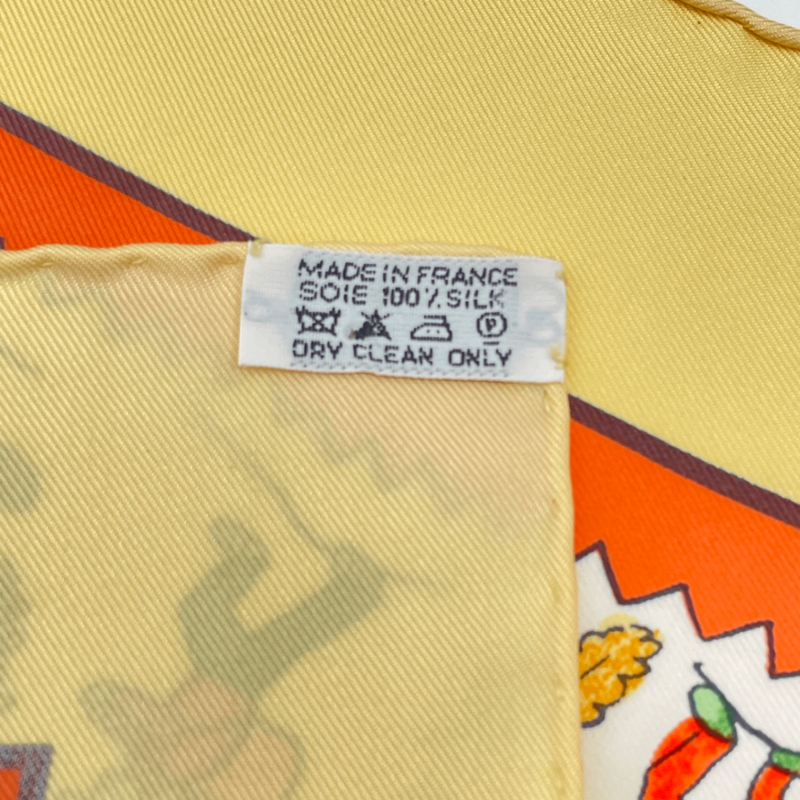 MADE IN FRANCE
SOIE 100% SILK
P
DRY CLEAN ONLY